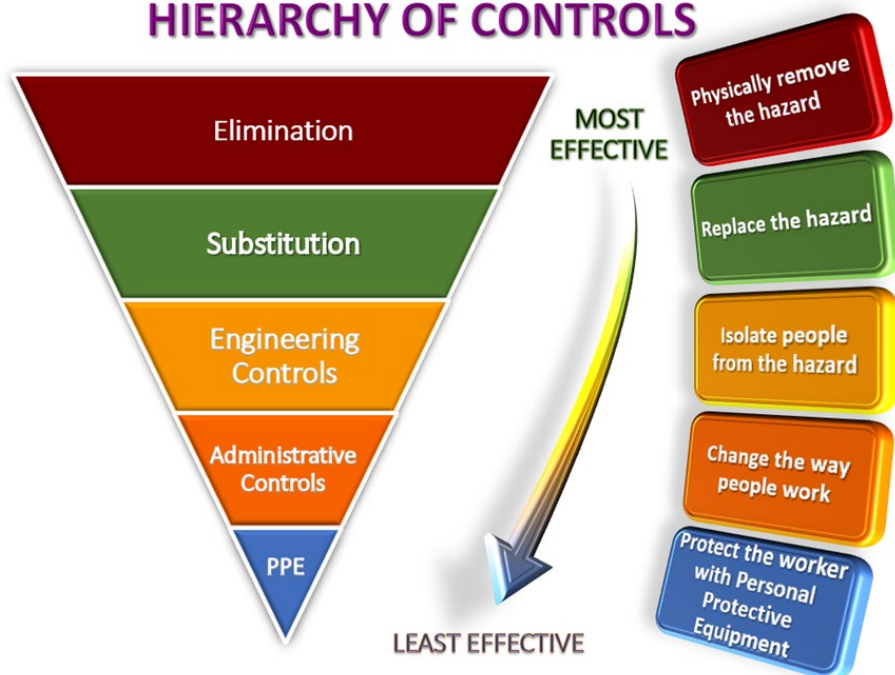 HIERARCHY OF CONTROLS
Elimination
Substitution
Engineering
Controls
Administrative
Controls
PPE
MOST
EFFECTIVE
LEAST EFFECTIVE
Physically remove
the hazard
Replace the hazard
Isolate people
from the hazard
Change the way
people work
Protect the worker
with Personal
Protective
Equipment